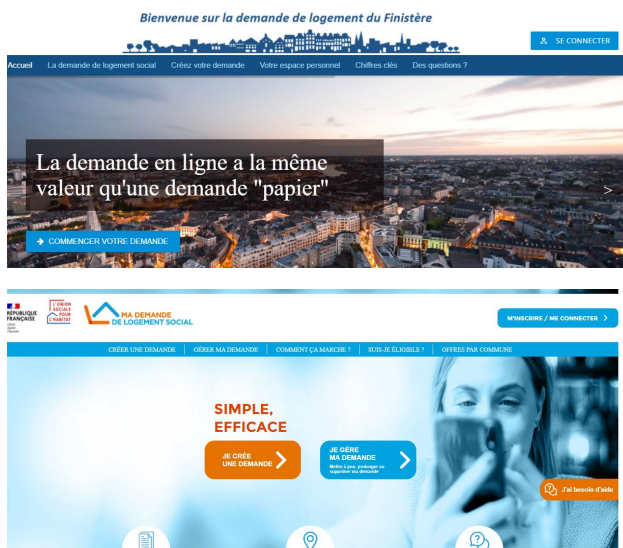 Bienvenue sur la demande de logement du Finistère
SE CONNECTER
Accueil La demande de logement social Créez votre demande Votre espace personnel Chiffres clés Des questions ?
La demande en ligne a la même
valeur qu'une demande "papier"
>
→ COMMENCER VOTRE DEMANDE
RÉPUBLIQUE
FRANÇAISE
L'UNION
SOCIALE
POUR
L'HABITAT
MA DEMANDE
DE LOGEMENT SOCIAL
M'INSCRIRE / ME CONNECTER >
CRÉER UNE DEMANDE GÉRER MA DEMANDE COMMENT ÇA MARCHE ? SUIS-JE ÉLIGIBLE ? OFFRES PAR COMMUNE
SIMPLE,
EFFICACE
JE CRÉE
UNE DEMANDE
JE GÈRE
MA DEMANDE
Mettre à jour, prolonger ou
supprimer ma demande
J'ai besoin d'aide